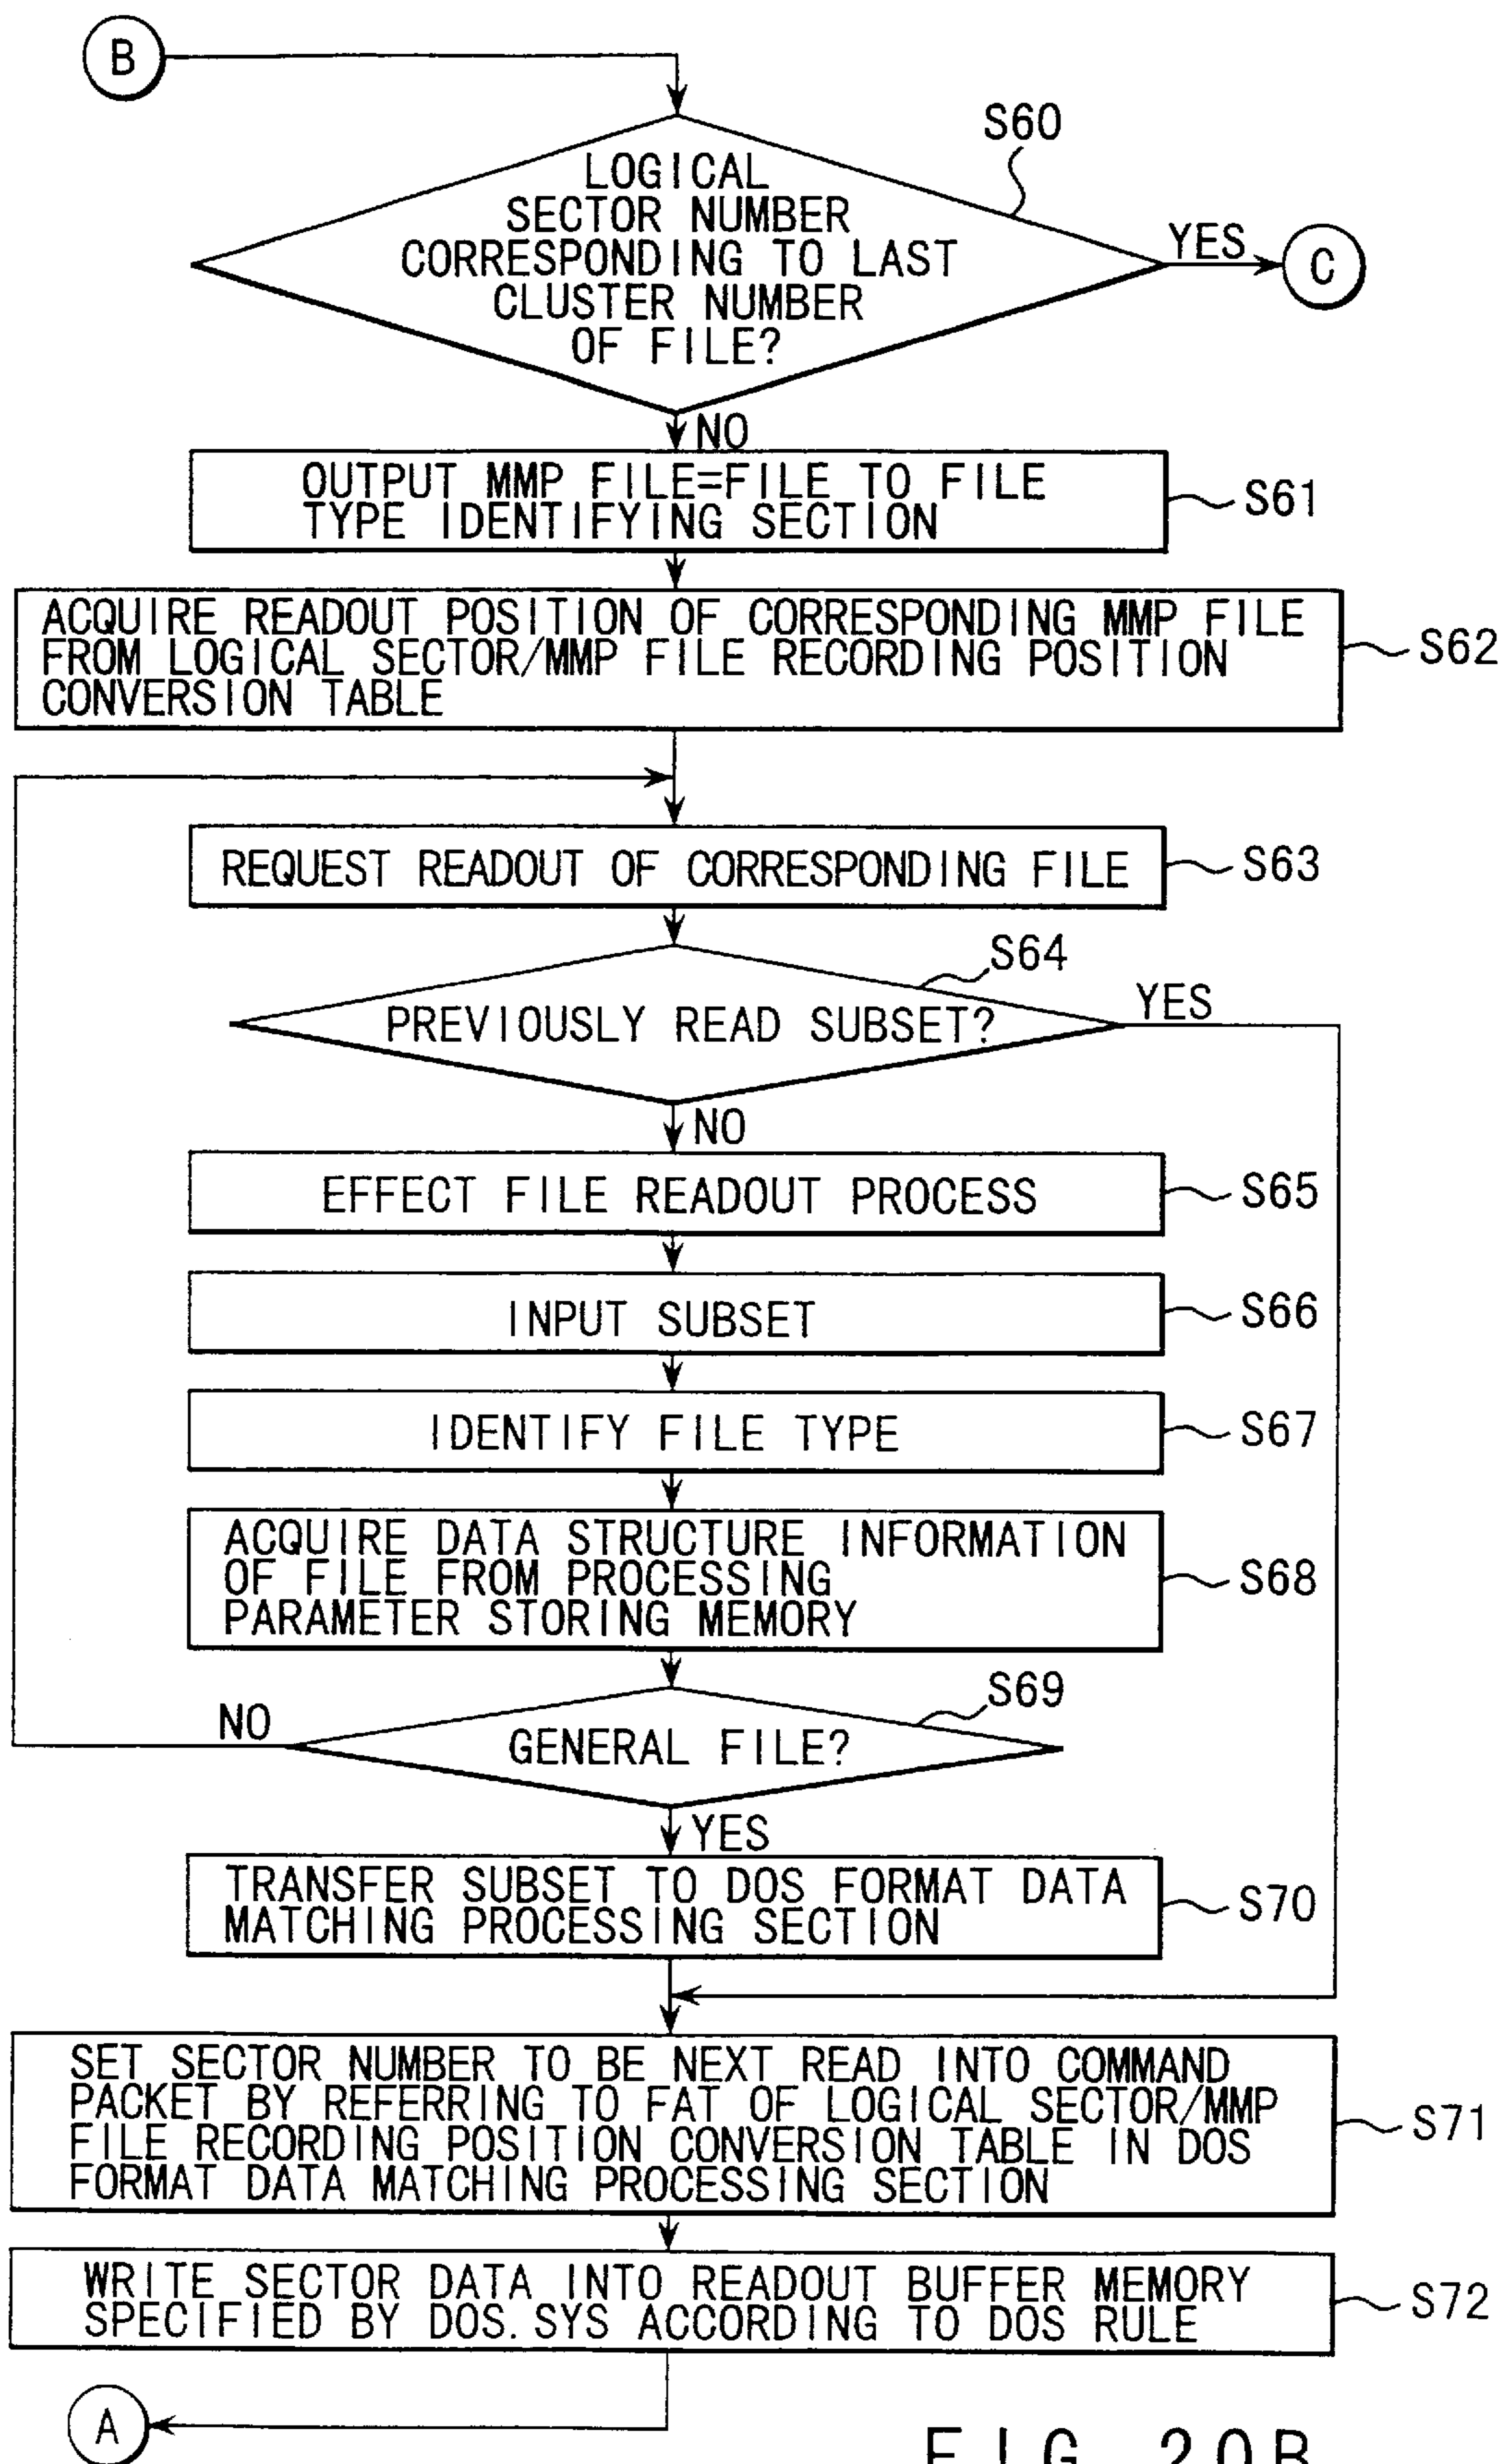 B
S60
LOGICAL
SECTOR NUMBER
CORRESPONDING TO LAST
CLUSTER NUMBER
OF FILE?
YES
C
NO
OUTPUT MMP FILE=FILE TO FILE
TYPE IDENTIFYING SECTION
S61
ACQUIRE READOUT POSITION OF CORRESPONDING MMP FILE
FROM LOGICAL SECTOR/MMP FILE RECORDING POSITION
CONVERSION TABLE
S62
REQUEST READOUT OF CORRESPONDING FILE
S63
S64
PREVIOUSLY READ SUBSET?
YES
NO
EFFECT FILE READOUT PROCESS
S65
INPUT SUBSET
S66
IDENTIFY FILE TYPE
S67
ACQUIRE DATA STRUCTURE INFORMATION
OF FILE FROM PROCESSING
PARAMETER STORING MEMORY
S68
S69
NO
GENERAL FILE?
YES
TRANSFER SUBSET TO DOS FORMAT DATA
MATCHING PROCESSING SECTION
S70
SET SECTOR NUMBER TO BE NEXT READ INTO COMMAND
PACKET BY REFERRING TO FAT OF LOGICAL SECTOR/MMP
FILE RECORDING POSITION CONVERSION TABLE IN DOS
FORMAT DATA MATCHING PROCESSING SECTION
S71
WRITE SECTOR DATA INTO READOUT BUFFER MEMORY
SPECIFIED BY DOS.SYS ACCORDING TO DOS RULE
S72
A
FIG. 20B